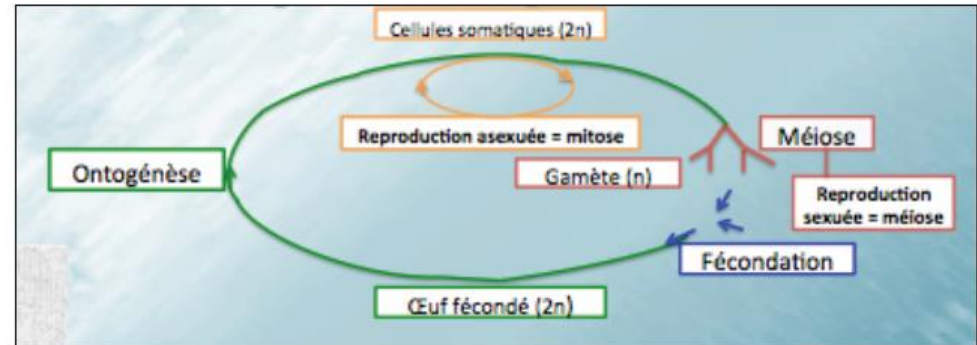 Cellules somatiques (2n)
Reproduction asexuée = mitose
Méiose
Ontogénèse
Gamète (n)
Reproduction
sexuée = méiose
Fécondation
Œuf fécondé (2n)